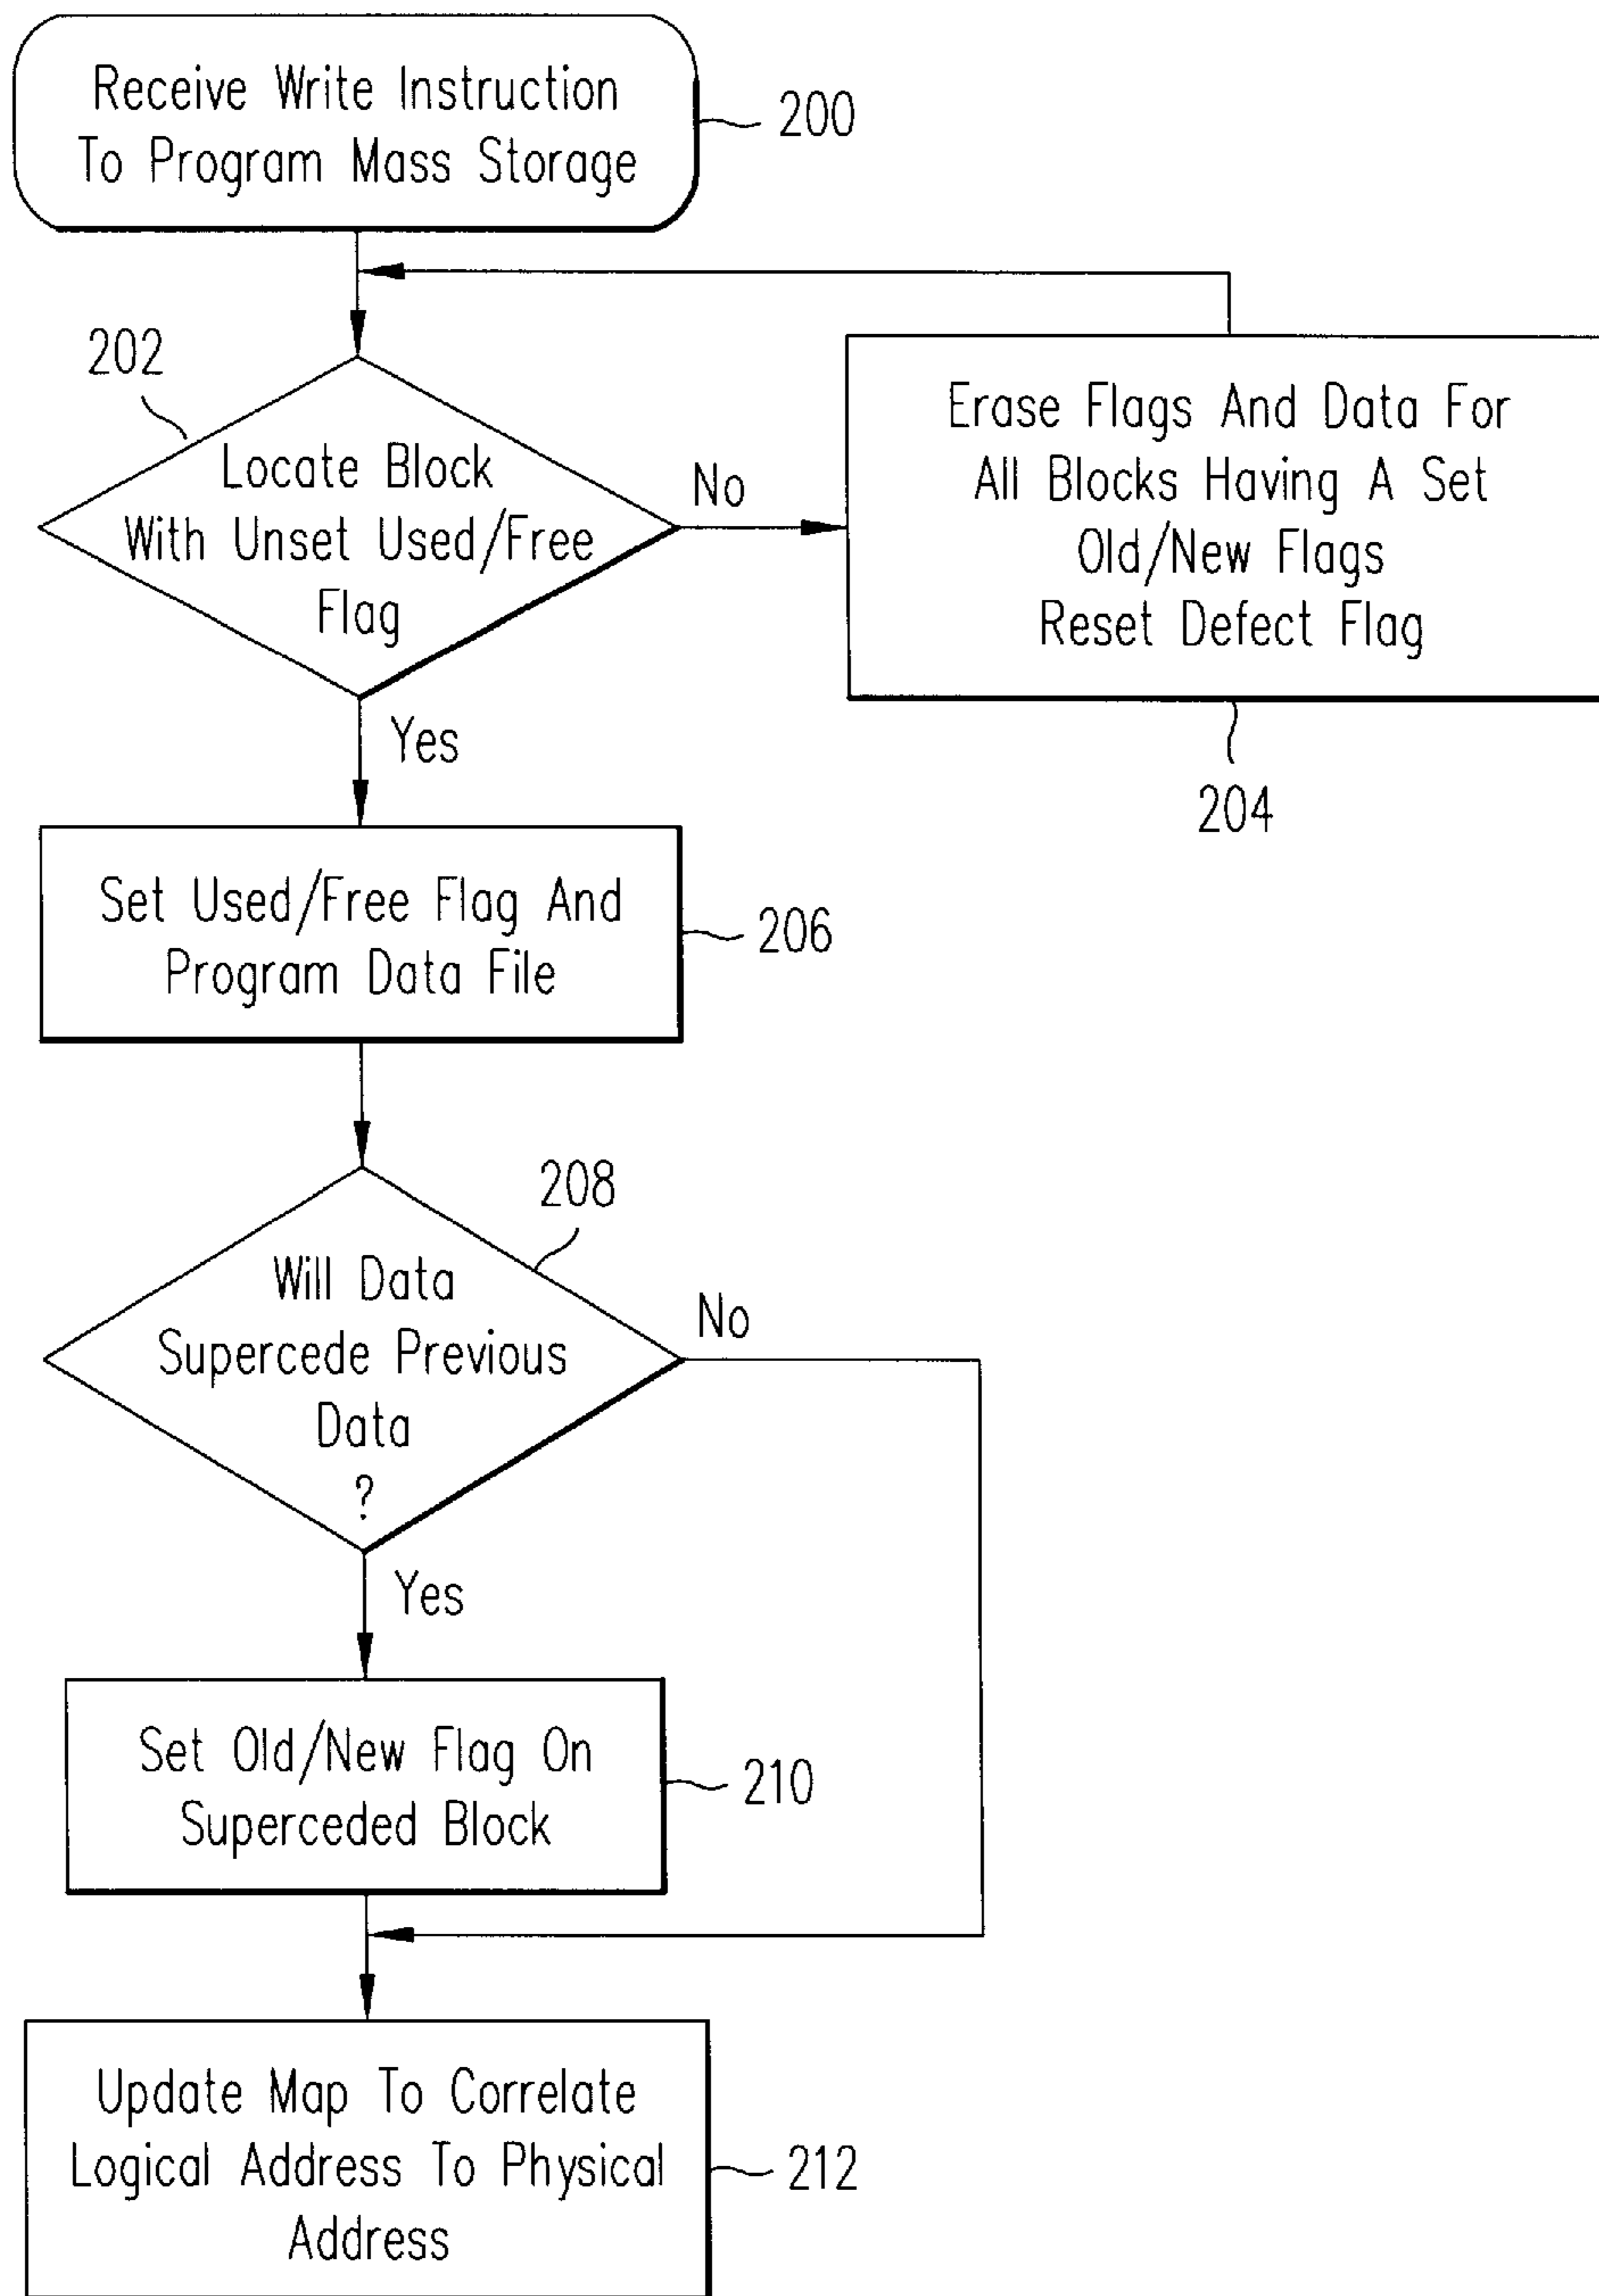 Receive Write Instruction
To Program Mass Storage
200
202
Locate Block
With Unset Used/Free
Flag
No
Erase Flags And Data For
All Blocks Having A Set
Old/New Flags
Reset Defect Flag
204
Yes
Set Used/Free Flag And
Program Data File
206
208
Will Data
Supercede Previous
Data
?
No
Yes
Set Old/New Flag On
Superceded Block
210
Update Map To Correlate
Logical Address To Physical
Address
212